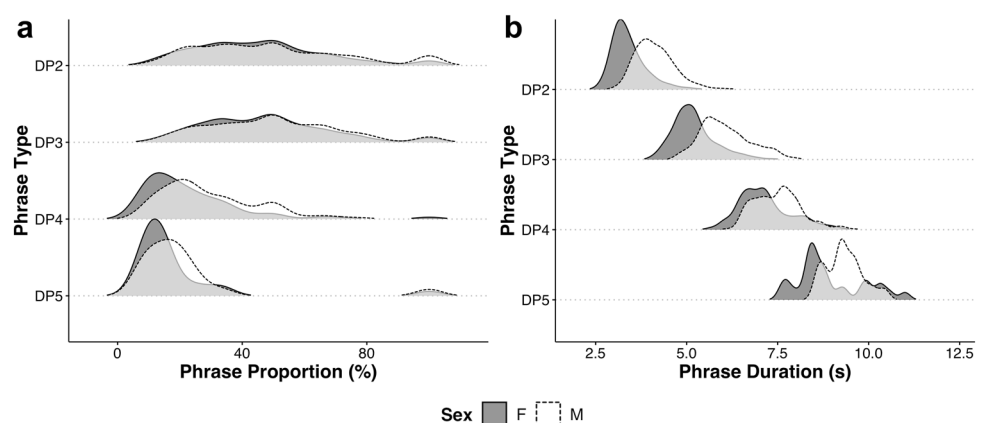 a
Phrase Type
DP2
DP3
DP4
DP5
0 40 80
Phrase Proportion (%)
b
Phrase Type
DP2
DP3
DP4
DP5
2.5 5.0 7.5 10.0 12.5
Phrase Duration (s)
Sex F M